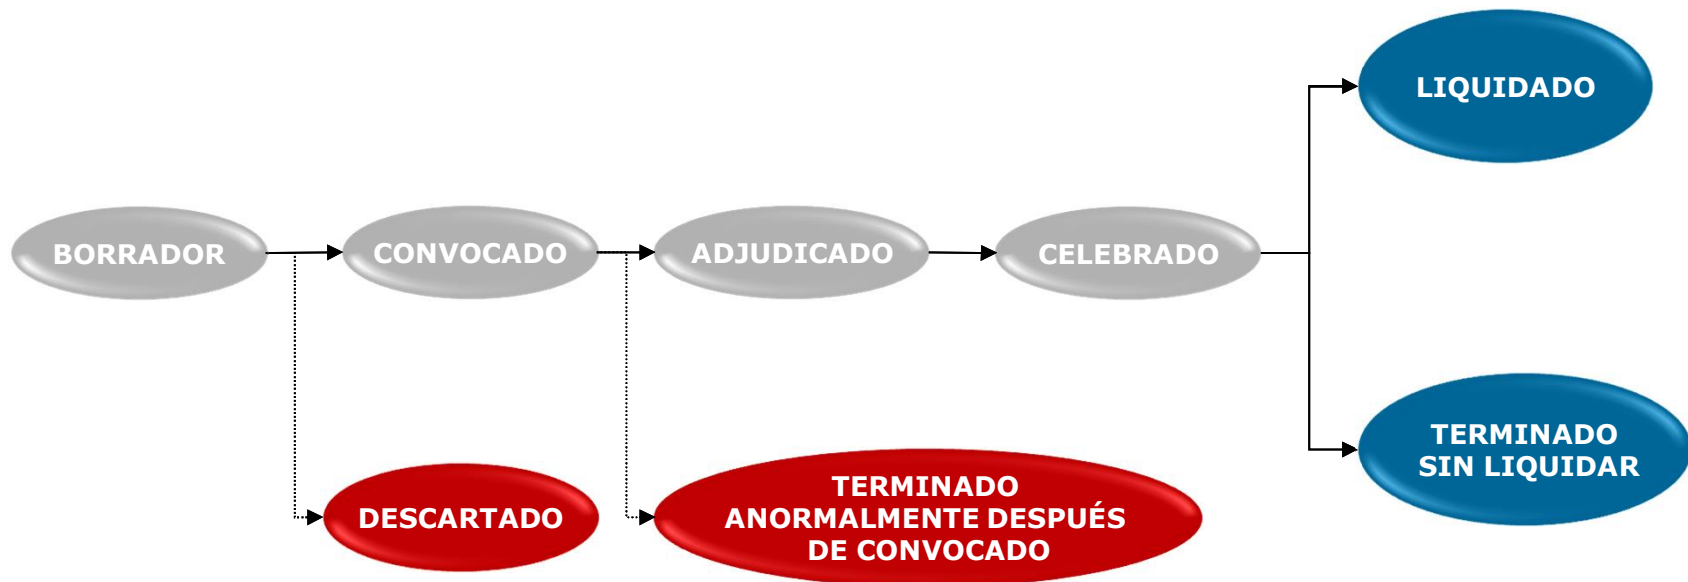 LIQUIDADO
BORRADOR
CONVOCADO
ADJUDICADO
CELEBRADO
TERMINADO
SIN LIQUIDAR
DESCARTADO
TERMINADO
ANORMALMENTE DESPUÉS
DE CONVOCADO